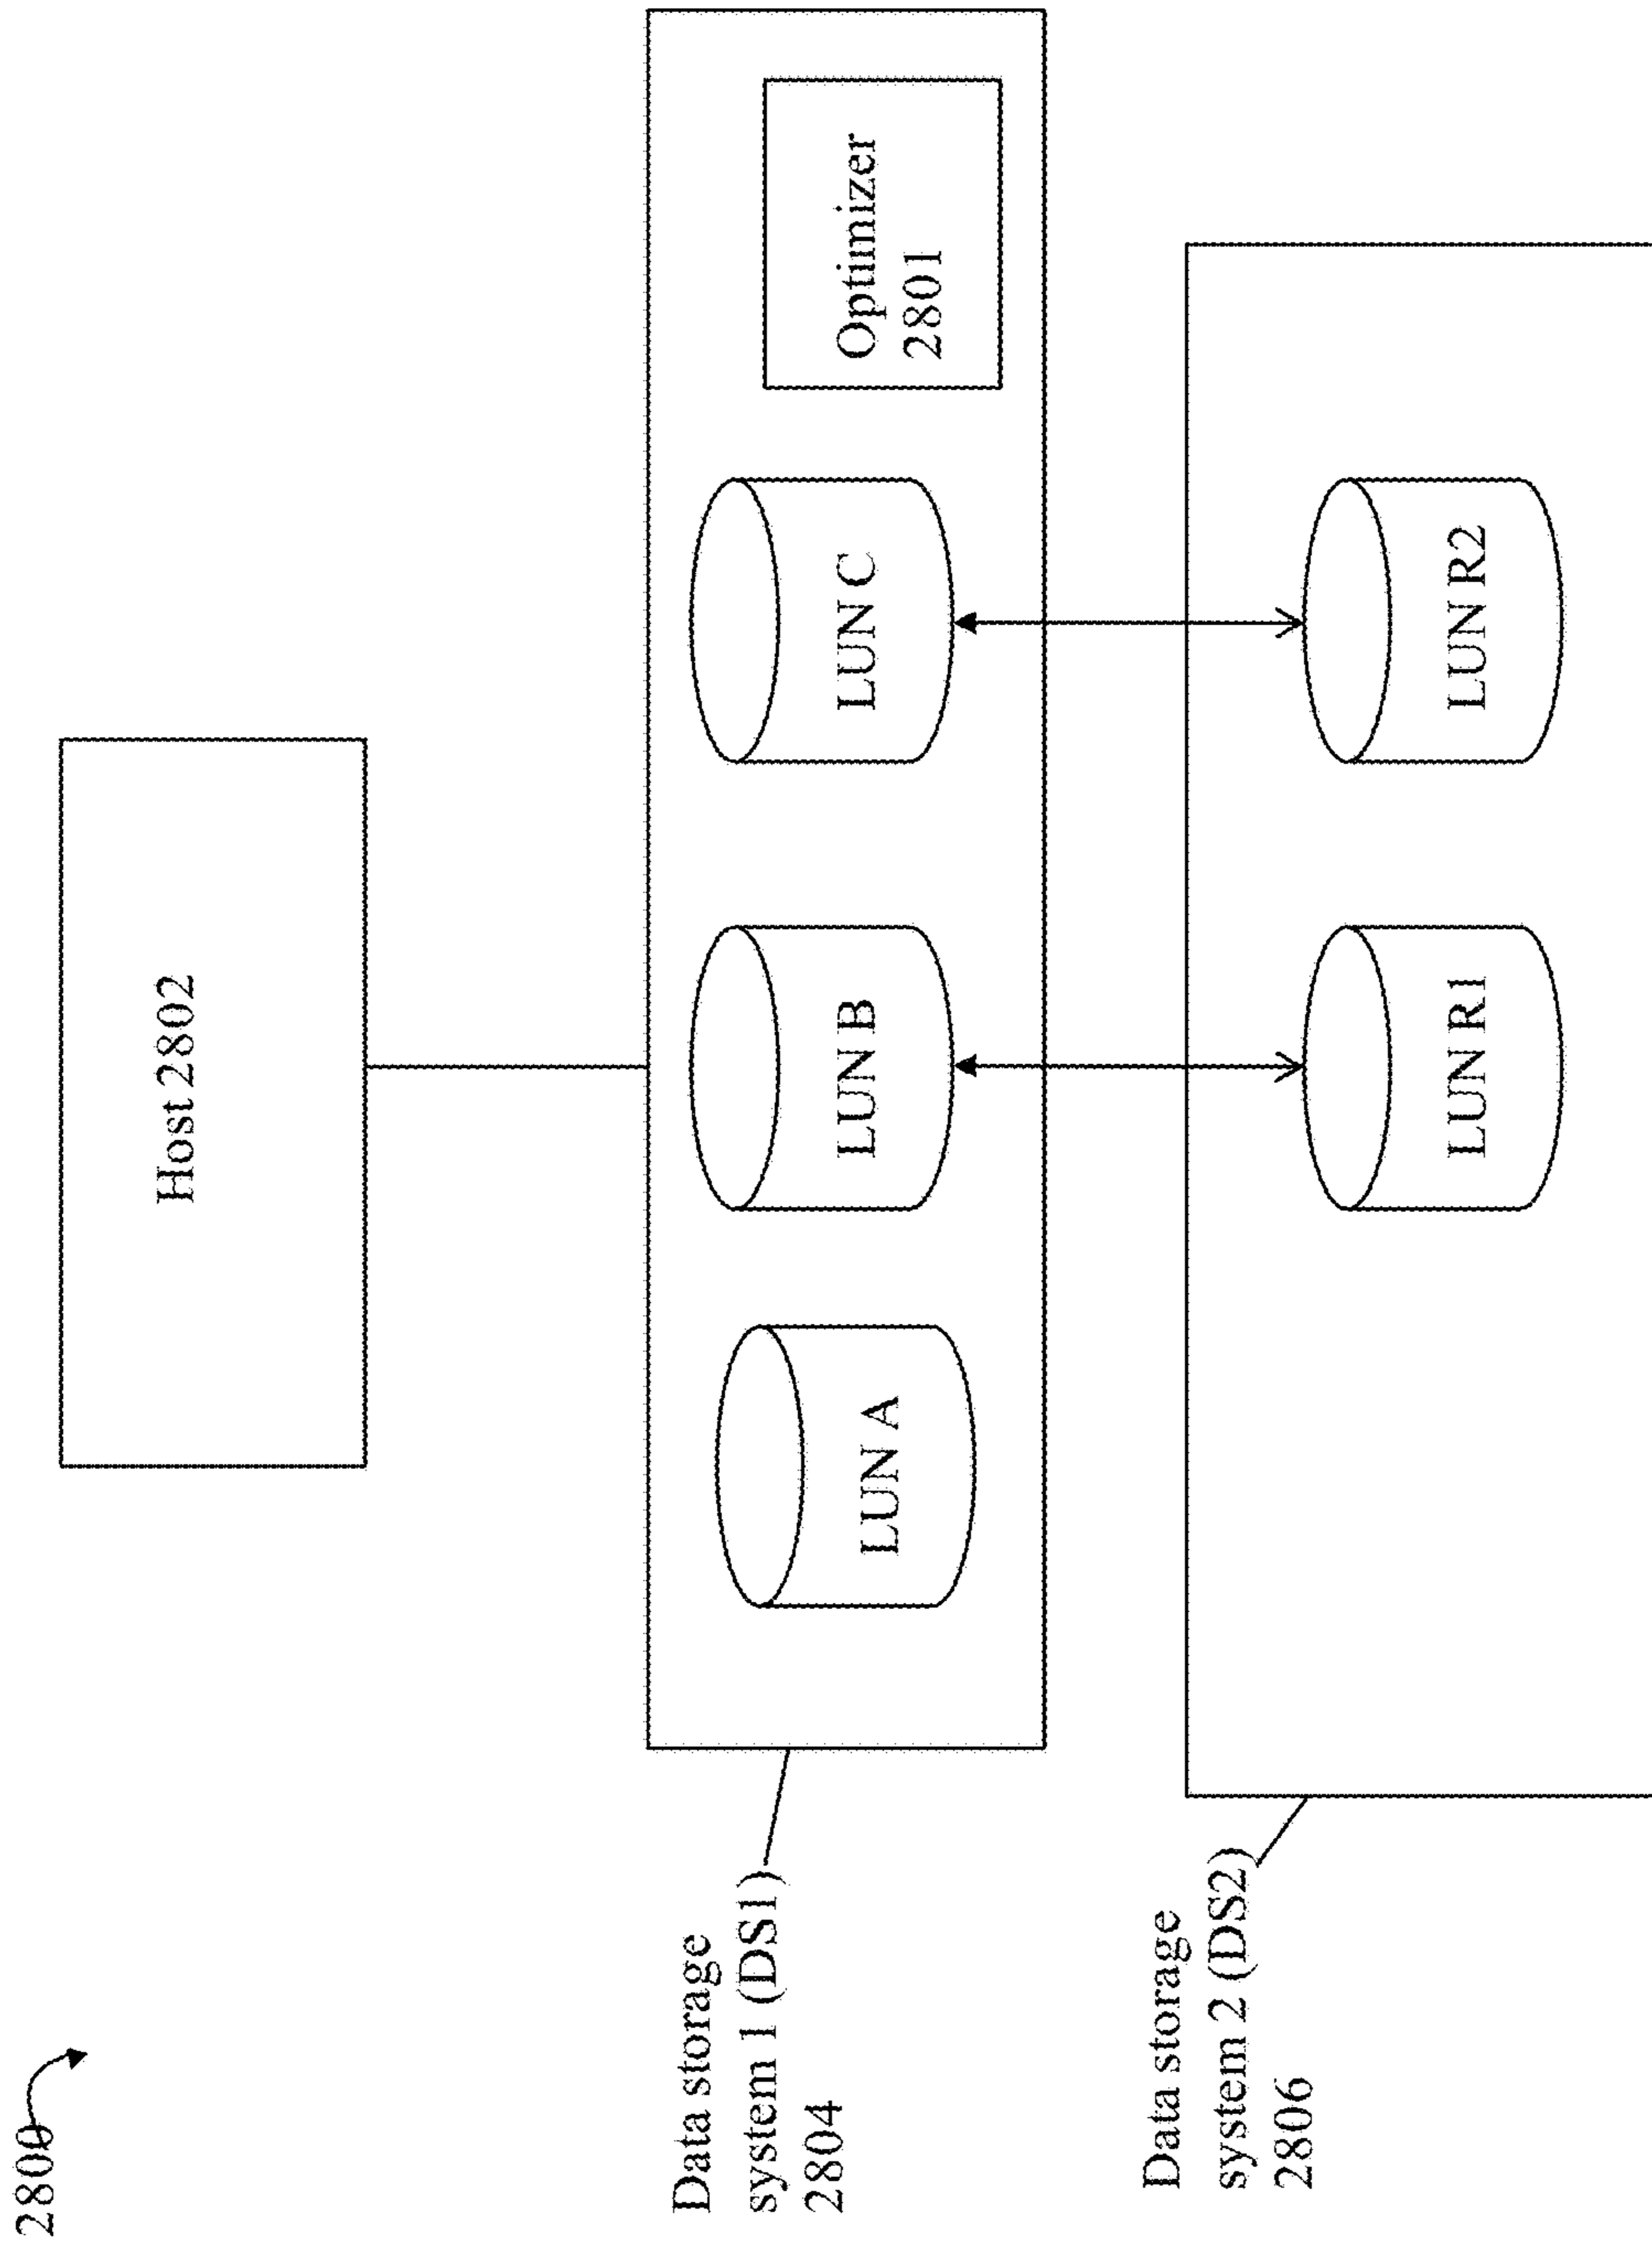 2800
Host 2802
Data storage
system 1 (DS1)
2804
LUN A
LUN B
LUN C
Optimizer
2801
Data storage
system 2 (DS2)
2806
LUN R1
LUN R2